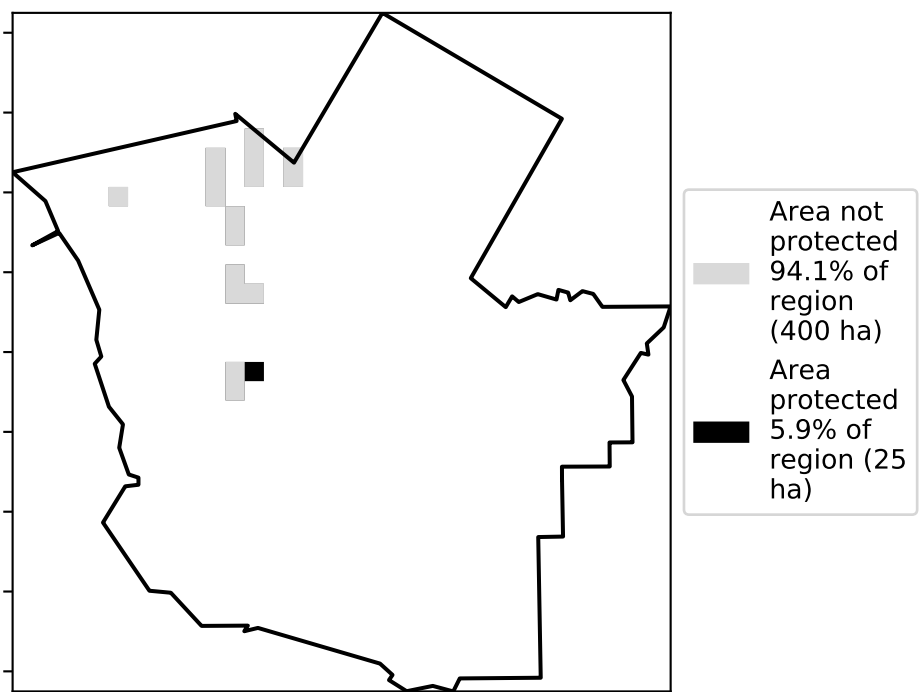 Area not
protected
94.1% of
region
(400 ha)
Area
protected
5.9% of
region (25
ha)